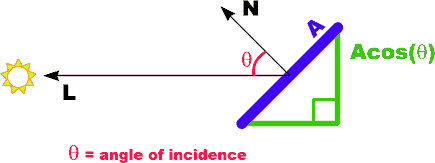 N
A
θ
Acos(θ)
L
θ = angle of incidence